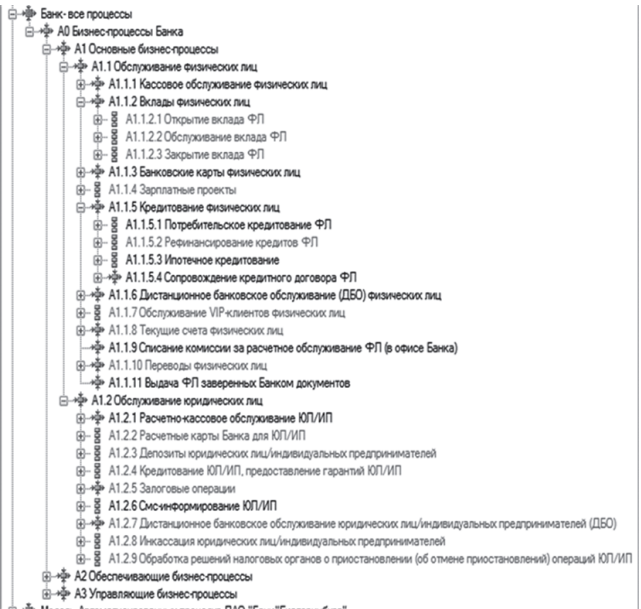 Банк- все процессы
А0 Бизнес-процессы Банка
А1 Основные бизнес-процессы
А1.1 Обслуживание физических лиц
А1.1.1 Кассовое обслуживание физических лиц
А1.1.2 Вклады физических лиц
А1.1.2.1 Открытие вклада ФЛ
А1.1.2.2 Обслуживание вклада ФЛ
А1.1.2.3 Закрытие вклада ФЛ
А1.1.3 Банковские карты физических лиц
А1.1.4 Зарплатные проекты
А1.1.5 Кредитование физических лиц
А1.1.5.1 Потребительское кредитование ФЛ
А1.1.5.2 Рефинансирование кредитов ФЛ
А1.1.5.3 Ипотечное кредитование
А1.1.5.4 Сопровождение кредитного договора ФЛ
А1.1.6 Дистанционное банковское обслуживание (ДБО) физических лиц
А1.1.7 Обслуживание VIP-клиентов физических лиц
А1.1.8 Текущие счета физических лиц
А1.1.9 Списание комиссии за расчетное обслуживание ФЛ (в офисе Банка)
А1.1.10 Переводы физических лиц
А1.1.11 Выдача ФЛ заверенных Банком документов
А1.2 Обслуживание юридических лиц
А1.2.1 Расчетно-кассовое обслуживание ЮЛ/ИП
А1.2.2 Расчетные карты Банка для ЮЛ/ИП
А1.2.3 Депозиты юридических лиц/индивидуальных предпринимателей
А1.2.4 Кредитование ЮЛ/ИП, предоставление гарантий ЮЛ/ИП
А1.2.5 Залоговые операции
А1.2.6 Смс-информирование ЮЛ/ИП
А1.2.7 Дистанционное банковское обслуживание юридических лиц/индивидуальных предпринимателей (ДБО)
А1.2.8 Инкассация юридических лиц/индивидуальных предпринимателей
А1.2.9 Обработка решений налоговых органов о приостановлении (об отмене приостановлений) операций ЮЛ/ИП
А2 Обеспечивающие бизнес-процессы
А3 Управляющие бизнес-процессы